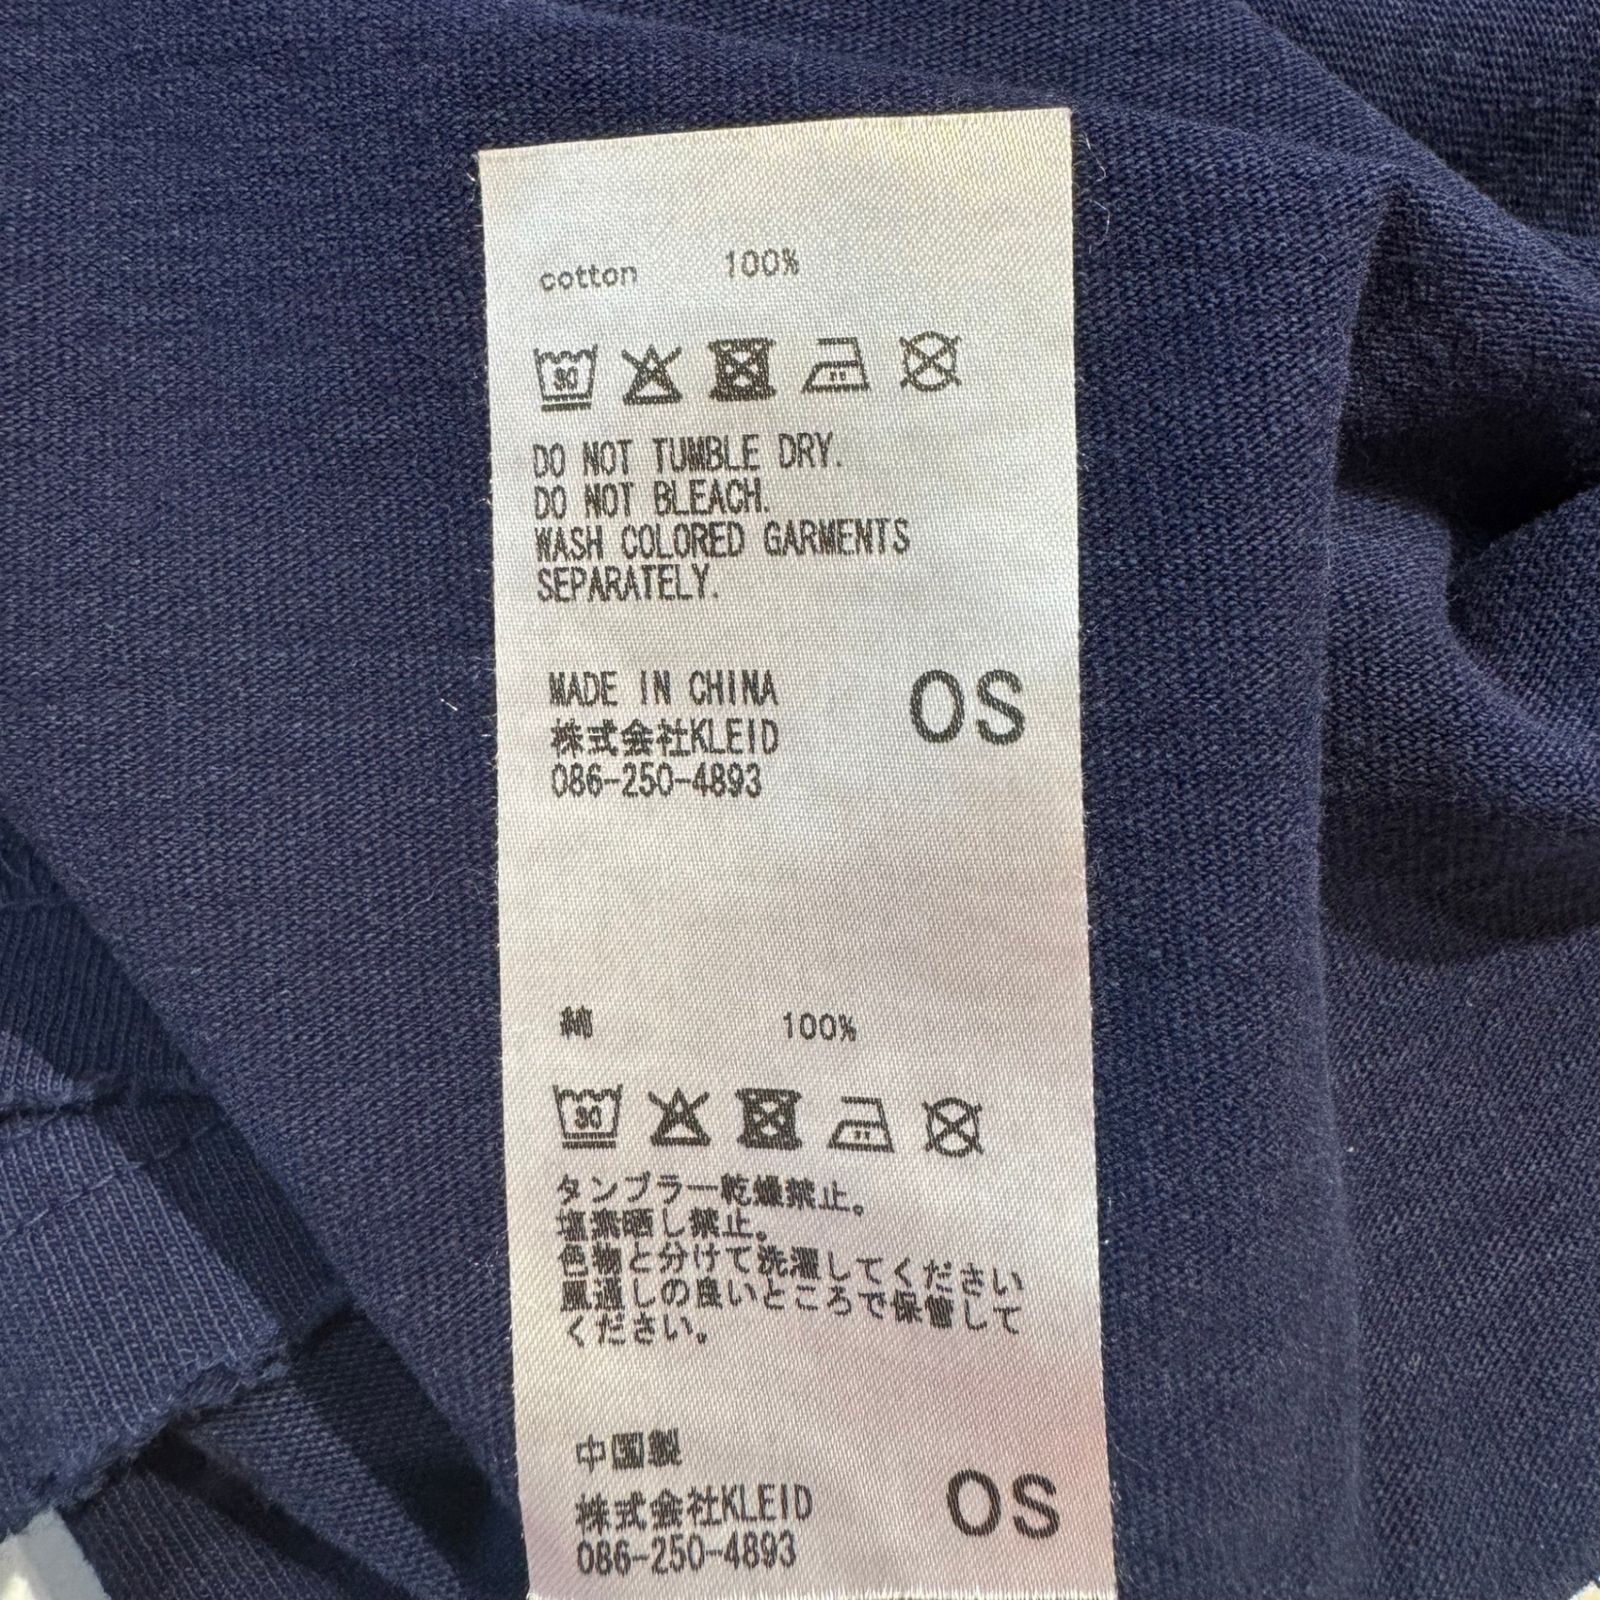 cotton 100%
30
DO NOT TUMBLE DRY.
DO NOT BLEACH.
WASH COLORED GARMENTS
SEPARATELY.
MADE IN CHINA
株式会社KLEID
086-250-4893
OS
綿 100%
30
タンブラー乾燥禁止。
塩素晒し禁止。
色物と分けて洗濯してください
風通しの良いところで保管して
ください。
中国製
株式会社KLEID
086-250-4893
OS